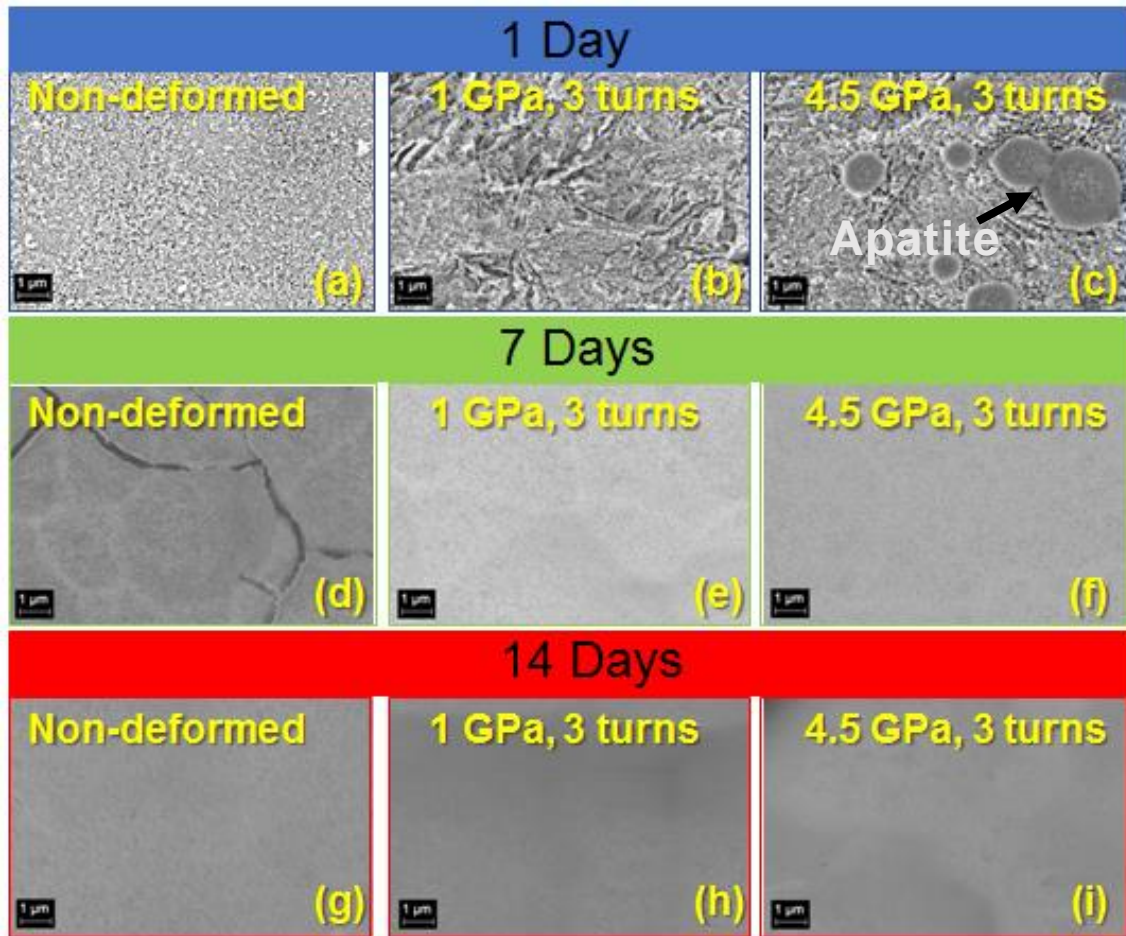 1 Day
Non-deformed
1 GPa, 3 turns
4.5 GPa, 3 turns
Apatite
1 µm
(a)
1 µm
(b)
1 µm
(c)
7 Days
Non-deformed
1 GPa, 3 turns
4.5 GPa, 3 turns
1 µm
(d)
1 µm
(e)
1 µm
(f)
14 Days
Non-deformed
1 GPa, 3 turns
4.5 GPa, 3 turns
1 µm
(g)
1 µm
(h)
1 µm
(i)